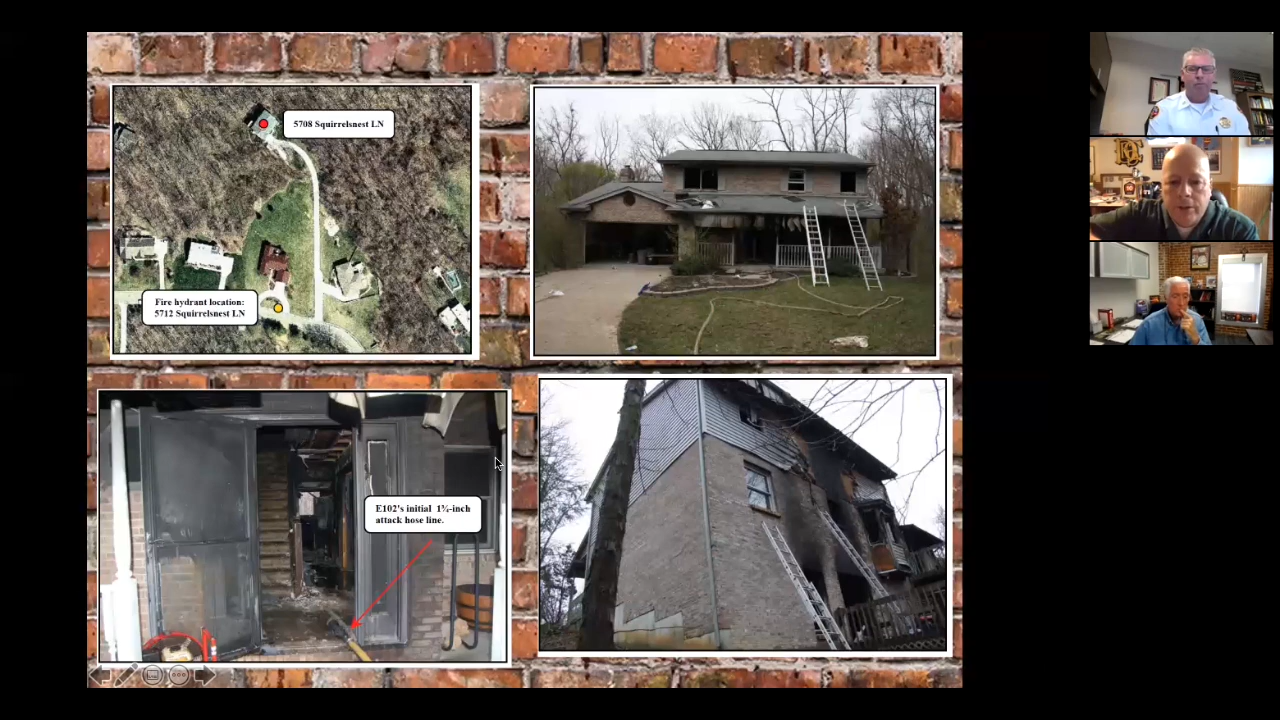 5708 Squirrelsnest LN
Fire hydrant location:
5712 Squirrelsnest LN
E102's initial 1¾-inch
attack hose line.